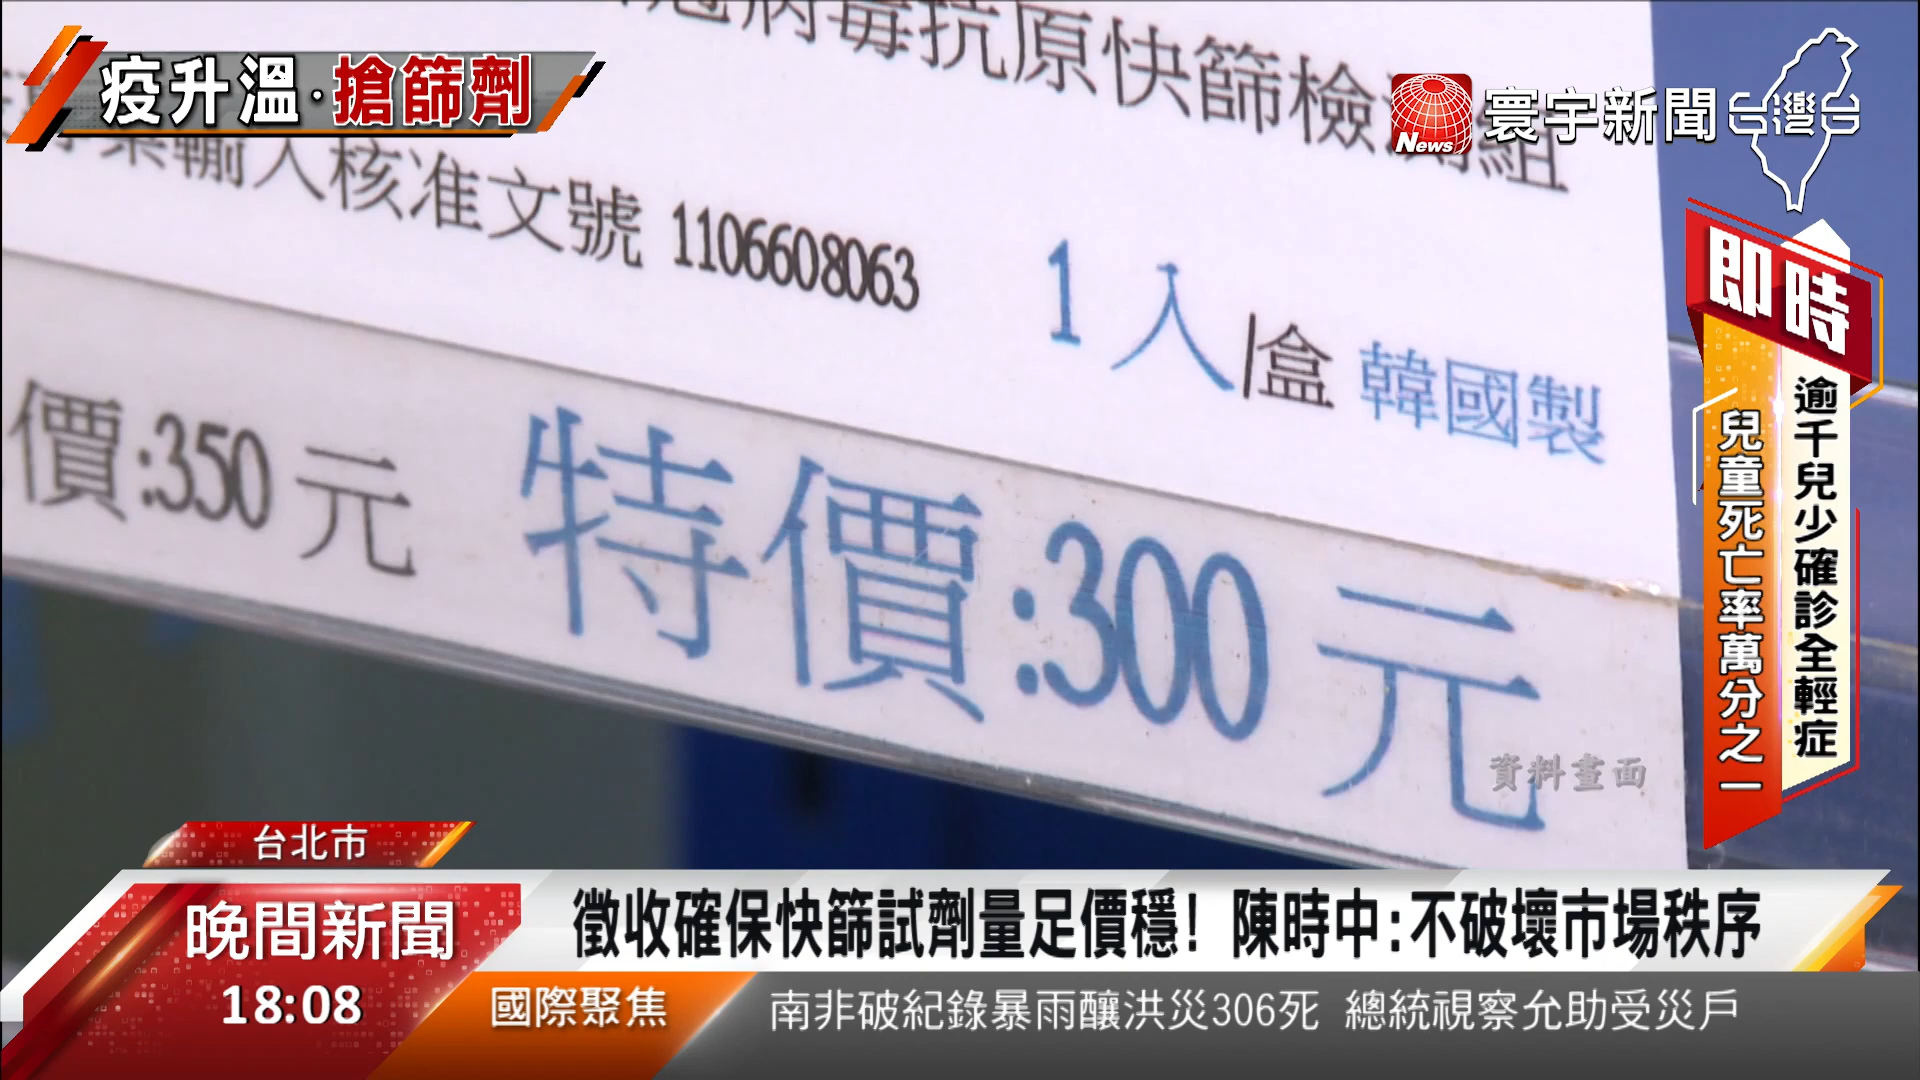 疫升溫·搶篩劑
病毒抗原快篩檢
組
輸入核准文號 1106608063
1入/盒 韓國製
價:350元 特價:300元
News 寰宇新聞 台灣台
即時
逾千兒少確診全輕症
兒童死亡率萬分之一
資料畫面
台北市
晚間新聞
徵收確保快篩試劑量足價穩! 陳時中:不破壞市場秩序
18:08
國際聚焦
南非破紀錄暴雨釀洪災306死 總統視察允助受災戶